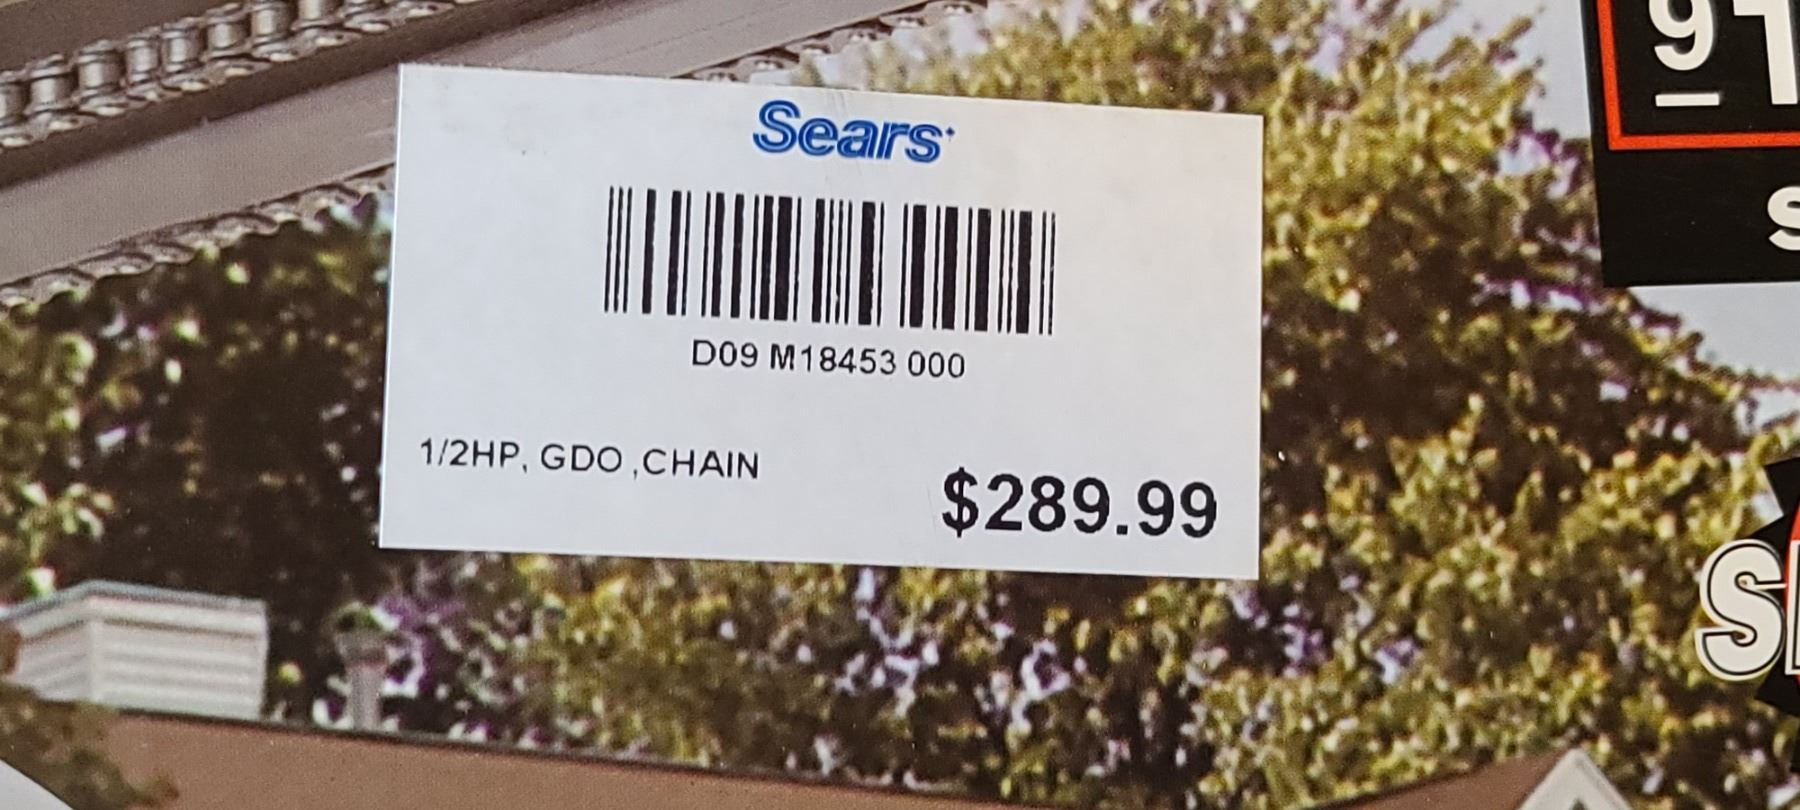 Sears
D09 M18453 000
1/2HP, GDO ,CHAIN
$289.99